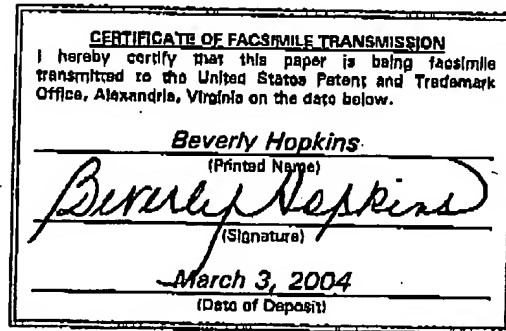 CERTIFICATE OF FACSIMILE TRANSMISSION
I hereby certify that this paper is being facsimile
transmitted to the United States Patent and Trademark
Office, Alexandria, Virginia on the date below.
Beverly Hopkins
(Printed Name)
Beverly Hopkins
(Signature)
March 3, 2004
(Date of Deposit)